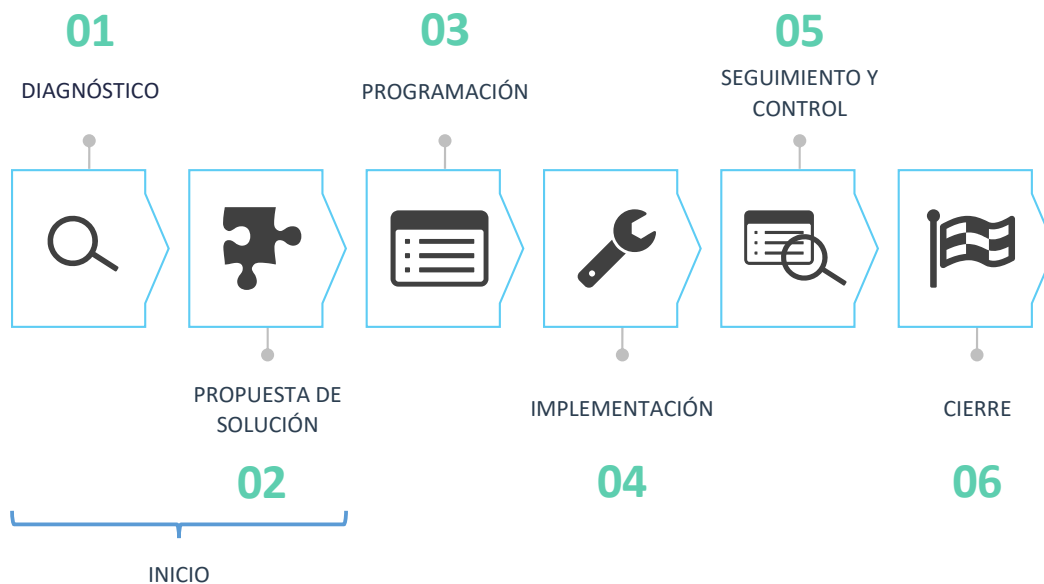 01
DIAGNÓSTICO
PROPUESTA DE
SOLUCIÓN
02
03
PROGRAMACIÓN
IMPLEMENTACIÓN
04
05
SEGUIMIENTO Y
CONTROL
CIERRE
06
INICIO